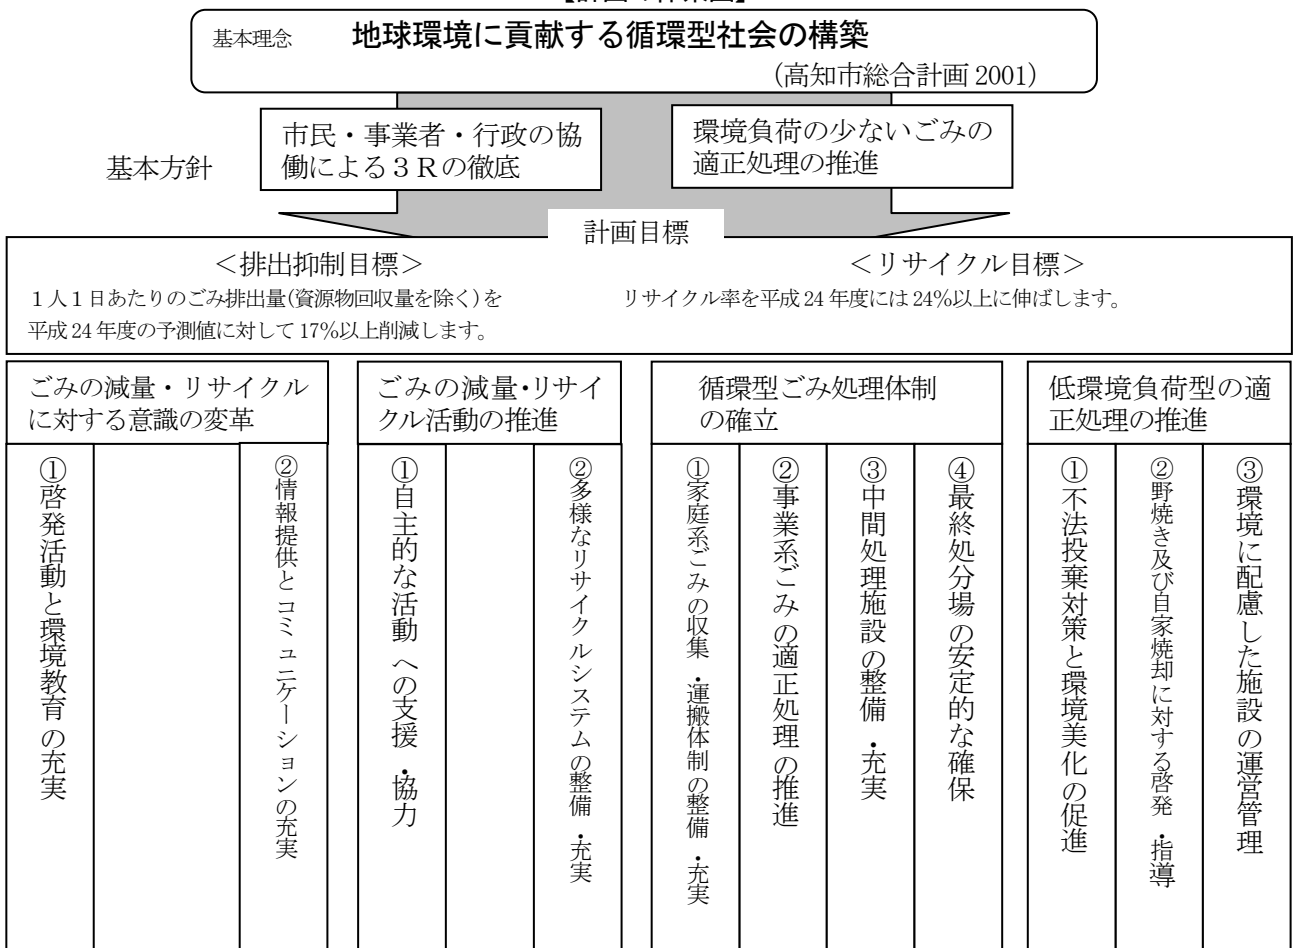 基本理念 地球環境に貢献する循環型社会の構築
(高知市総合計画 2001)
基本方針
市民・事業者・行政の協
働による3Rの徹底
環境負荷の少ないごみの
適正処理の推進
計画目標
<排出抑制目標>
1人1日あたりのごみ排出量(資源物回収量を除く)を
平成24年度の予測値に対して17%以上削減します。
<リサイクル目標>
リサイクル率を平成24年度には24%以上に伸ばします。
ごみの減量・リサイクル
に対する意識の変革
①啓発活動と環境教育の充実
②情報提供とコミュニケーションの充実
ごみの減量・リサイ
クル活動の推進
①自主的な活動への支援・協力
②多様なリサイクルシステムの整備・充実
循環型ごみ処理体制
の確立
①家庭系ごみの収集・運搬体制の整備・充実
②事業系ごみの適正処理の推進
③中間処理施設の整備・充実
④最終処分場の安定的な確保
低環境負荷型の適
正処理の推進
①不法投棄対策と環境美化の促進
②野焼き及び自家焼却に対する啓発・指導
③環境に配慮した施設の運営管理